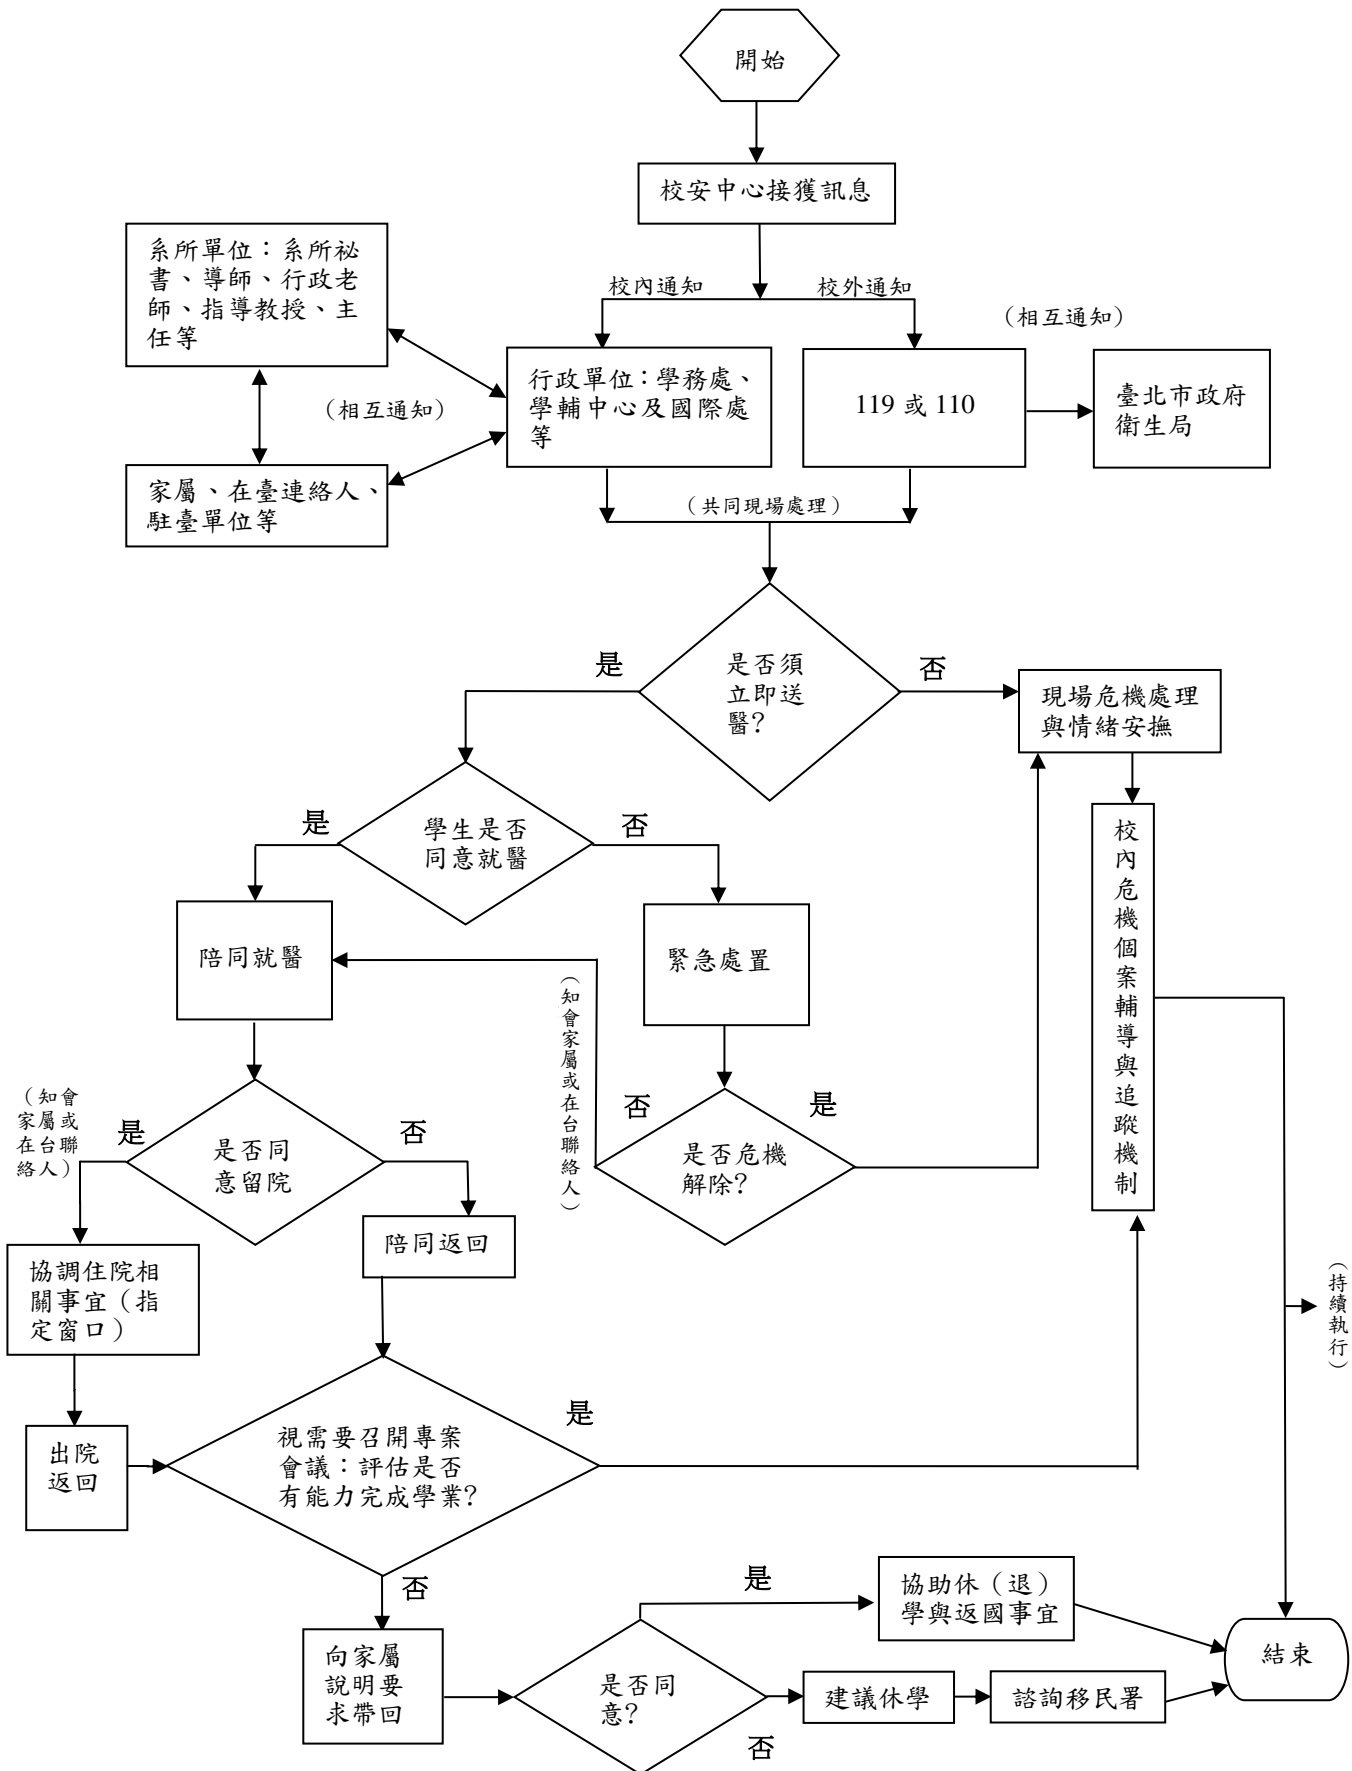 開始
校安中心接獲訊息
校內通知
校外通知
系所單位：系所祕
書、導師、行政老
師、指導教授、主
任等
（相互通知）
家屬、在臺連絡人、
駐臺單位等
行政單位：學務處、
學輔中心及國際處
等
119 或 110
（相互通知）
臺北市政府
衛生局
（共同現場處理）
是否須
立即送
醫?
是
否
現場危機處理
與情緒安撫
學生是否
同意就醫
是
否
校內危機個案輔導與追蹤機制
陪同就醫
緊急處置
（知會家屬或在台聯絡人）
是否危機
解除?
否
是
是否同
意留院
（知會
家屬或
在台聯
絡人）
是
否
陪同返回
協調住院相
關事宜（指
定窗口）
出院
返回
視需要召開專案
會議：評估是否
有能力完成學業?
是
否
（持續執行）
向家屬
說明要
求帶回
是否同
意?
是
否
協助休（退）
學與返國事宜
建議休學
諮詢移民署
結束